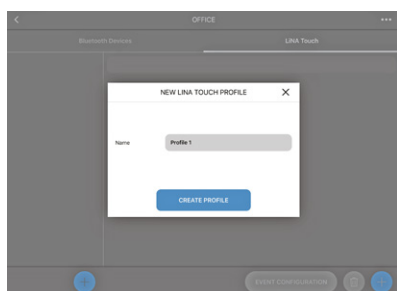 OFFICE
Bluetooth Devices
LINA Touch
NEW LINA TOUCH PROFILE
Name
Profile 1
CREATE PROFILE
EVENT CONFIGURATION